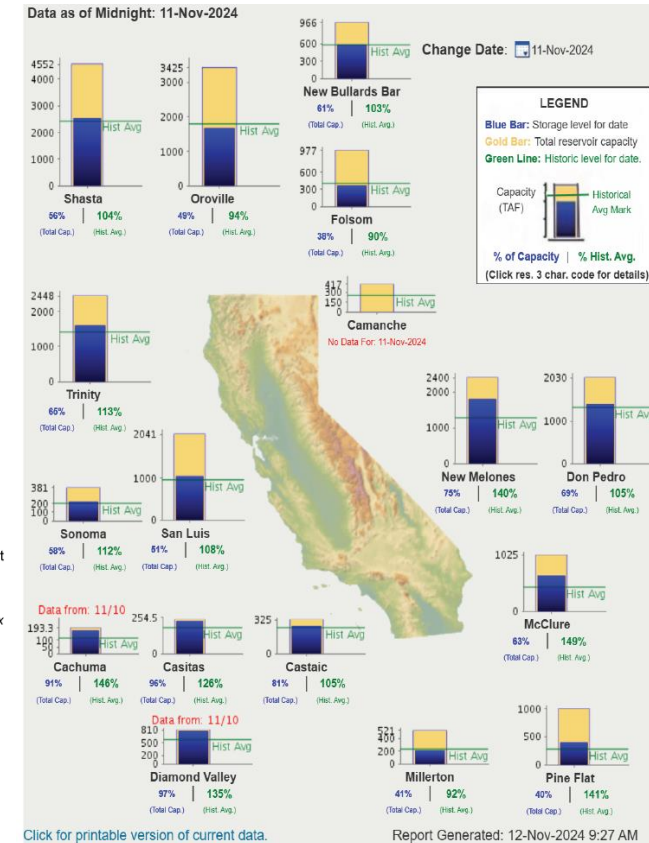 Data as of Midnight: 11-Nov-2024
Change Date: 11-Nov-2024
4552
4000
3000
2000
1000
0
Hist Avg
Shasta
56% | 104%
(Total Cap.) (Hist. Avg.)
3425
3000
2000
1000
0
Hist Avg
Oroville
49% | 94%
(Total Cap.) (Hist. Avg.)
966
600
300
0
Hist Avg
New Bullards Bar
61% | 103%
(Total Cap.) (Hist. Avg.)
977
600
400
0
Hist Avg
Folsom
38% | 90%
(Total Cap.) (Hist. Avg.)
LEGEND
Blue Bar: Storage level for date
Gold Bar: Total reservoir capacity
Green Line: Historic level for date.
Capacity
(TAF)
Historical
Avg Mark
% of Capacity | % Hist. Avg.
(Click res. 3 char. code for details)
417
300
150
0
Hist Avg
Camanche
No Data For: 11-Nov-2024
2448
2000
1000
0
Hist Avg
Trinity
65% | 113%
(Total Cap.) (Hist. Avg.)
2400
2000
1000
0
Hist Avg
New Melones
75% | 140%
(Total Cap.) (Hist. Avg.)
2030
1000
0
Hist Av
Don Pedro
69% | 105%
(Total Cap.) (Hist. Avg.)
381
200
100
0
Hist Avg
Sonoma
58% | 112%
(Total Cap.) (Hist. Avg.)
2041
1000
0
Hist Avg
San Luis
51% | 108%
(Total Cap.) (Hist. Avg.)
t
x
1025
0
Hist Avg
McClure
63% | 149%
(Total Cap.) (Hist. Avg.)
Data from: 11/10
193.3
100
50
0
Hist Avg
Cachuma
91% | 146%
(Total Cap.) (Hist. Avg.)
254.5
0
Hist Avg
Casitas
96% | 126%
(Total Cap.) (Hist. Avg.)
325
0
Hist Avg
Castaic
81% | 105%
(Total Cap.) (Hist. Avg.)
Data from: 11/10
810
500
200
0
Hist Avg
Diamond Valley
97% | 135%
(Total Cap.) (Hist. Avg.)
521
400
200
0
Hist Avg
Millerton
41% | 92%
(Total Cap.) (Hist. Avg.)
1000
500
0
Hist Avg
Pine Flat
40% | 141%
(Total Cap.) (Hist. Avg.)
Click for printable version of current data.
Report Generated: 12-Nov-2024 9:27 AM